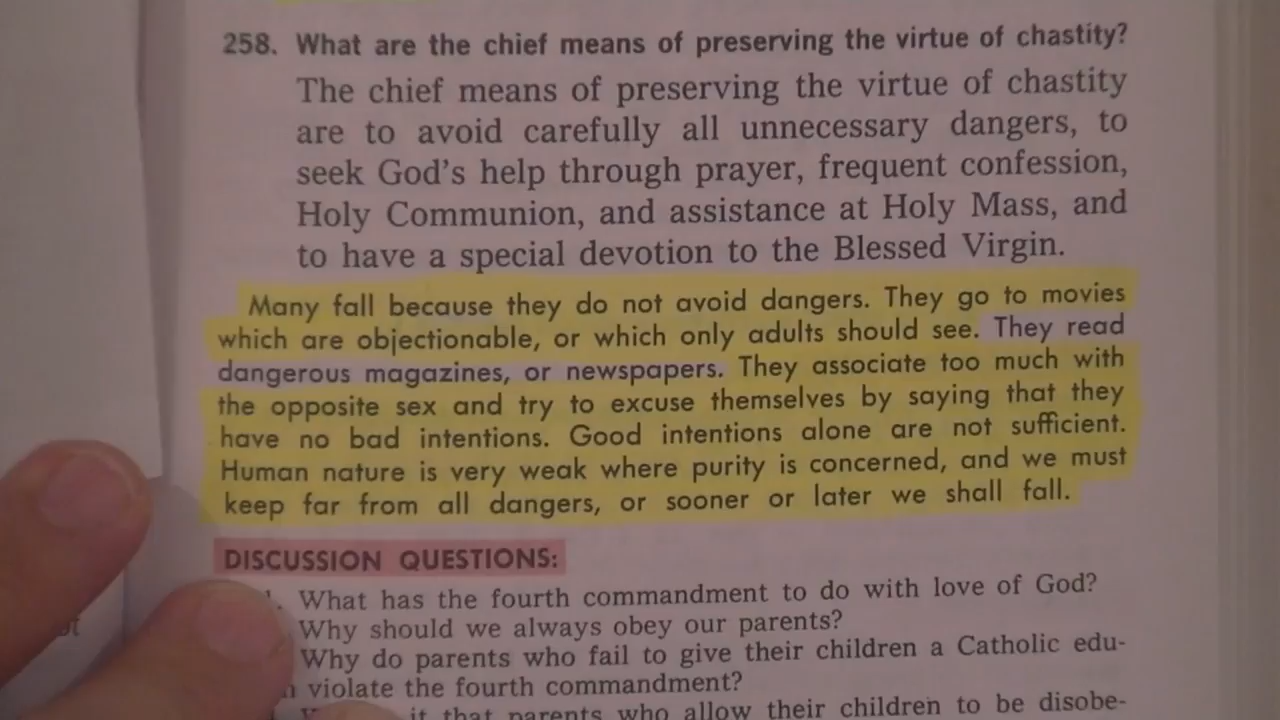 258. What are the chief means of preserving the virtue of chastity?
The chief means of preserving the virtue of chastity
are to avoid carefully all unnecessary dangers, to
seek God's help through prayer, frequent confession,
Holy Communion, and assistance at Holy Mass, and
to have a special devotion to the Blessed Virgin.
Many fall because they do not avoid dangers. They go to movies
which are objectionable, or which only adults should see. They read
dangerous magazines, or newspapers. They associate too much with
the opposite sex and try to excuse themselves by saying that they
have no bad intentions. Good intentions alone are not sufficient.
Human nature is very weak where purity is concerned, and we must
keep far from all dangers, or sooner or later we shall fall.
DISCUSSION QUESTIONS:
What has the fourth commandment to do with love of God?
Why should we always obey our parents?
Why do parents who fail to give their children a Catholic edu-
violate the fourth commandment?
it that parents who allow their children to be disobe-